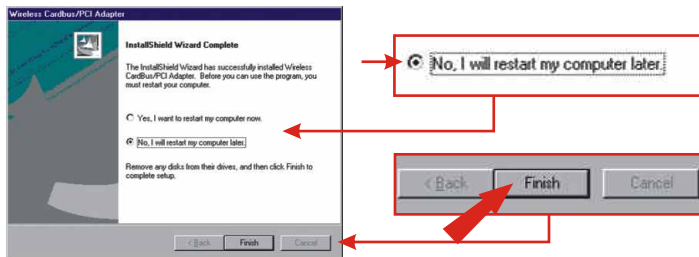 Wireless Cardbus/PCI Adapter
InstallShield Wizard Complete
The InstallShield Wizard has successfully installed Wireless
CardBus/PCI Adapter. Before you can use the program, you
must restart your computer.
Yes, I want to restart my computer now.
No, I will restart my computer later.
Remove any disks from their drives, and then click Finish to
complete setup.
< Back Finish Cancel
No, I will restart my computer later.
< Back Finish Cancel